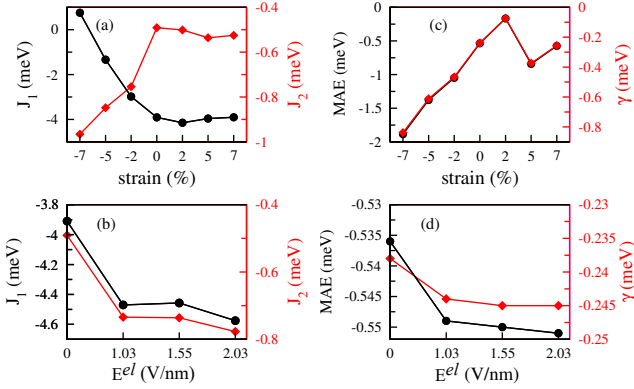 (a)
0
-2
-4
J1 (meV)
-0.4
-0.6
-0.8
-1
J2 (meV)
-7 -5 -2 0 2 5 7
strain (%)
(c)
0
-0.5
-1
-1.5
-2
MAE (meV)
0
-0.2
-0.4
-0.6
-0.8
γ (meV)
-7 -5 -2 0 2 5 7
strain (%)
(b)
-3.8
-4
-4.2
-4.4
-4.6
J1 (meV)
-0.4
-0.6
-0.8
J2 (meV)
0 1.03 1.55 2.03
E^el (V/nm)
(d)
-0.53
-0.535
-0.54
-0.545
-0.55
MAE (meV)
-0.23
-0.235
-0.24
-0.245
-0.25
γ (meV)
0 1.03 1.55 2.03
E^el (V/nm)